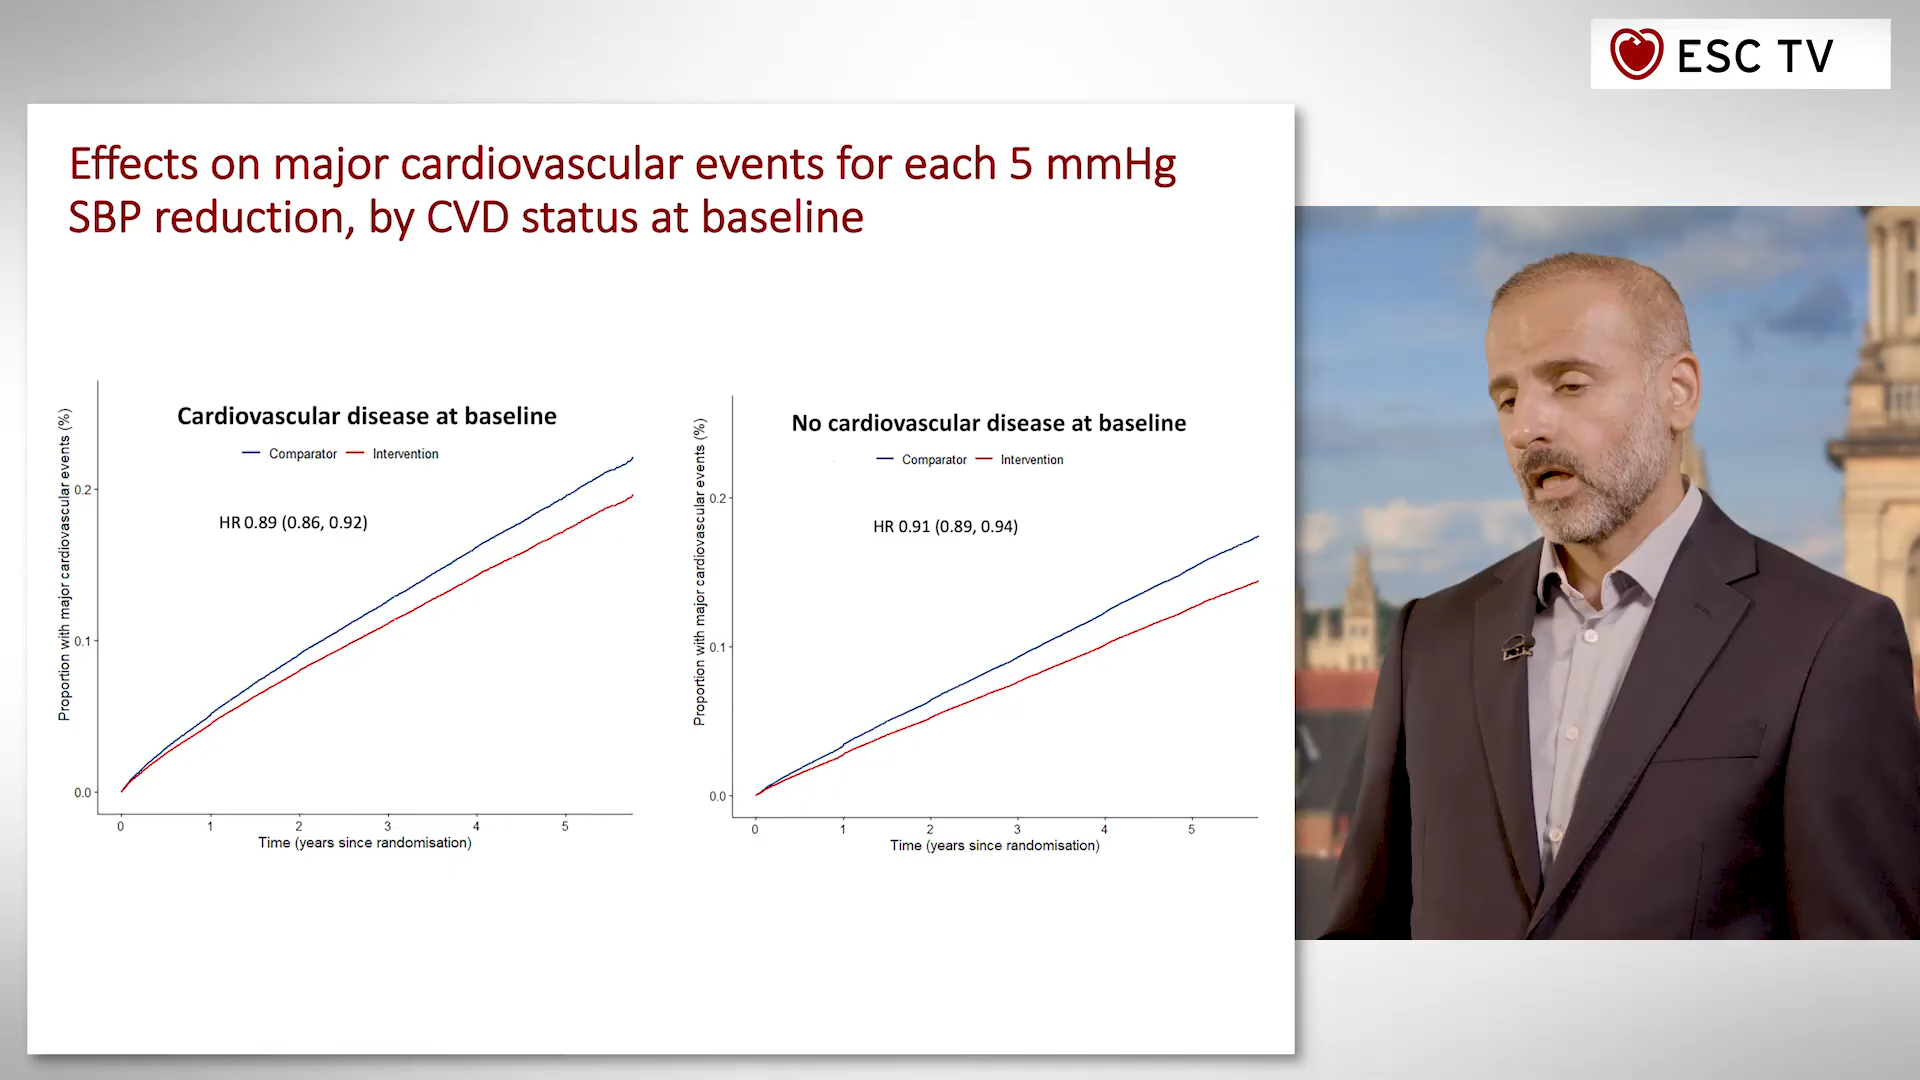 ESC TV
Effects on major cardiovascular events for each 5 mmHg
SBP reduction, by CVD status at baseline
Cardiovascular disease at baseline
Comparator Intervention
HR 0.89 (0.86, 0.92)
Proportion with major cardiovascular events (%)
0.2
0.1
0.0
0 1 2 3 4 5
Time (years since randomisation)
No cardiovascular disease at baseline
Comparator Intervention
HR 0.91 (0.89, 0.94)
Proportion with major cardiovascular events (%)
0.2
0.1
0.0
0 1 2 3 4 5
Time (years since randomisation)